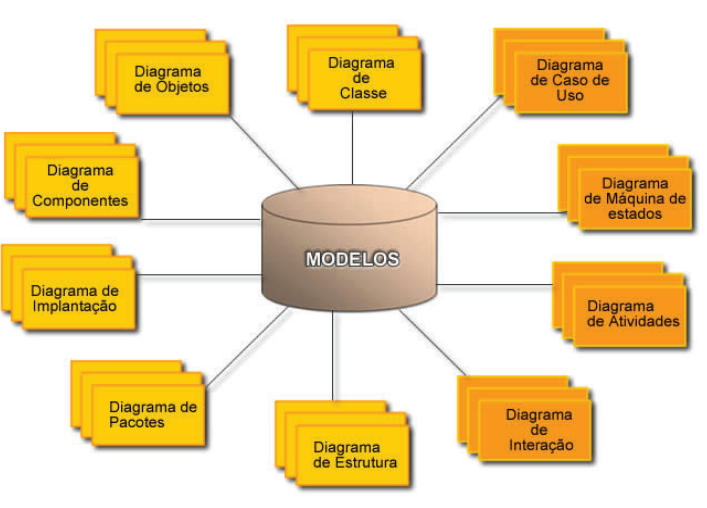 Diagrama
de Objetos
Diagrama
de
Classe
Diagrama
de Caso de
Uso
Diagrama
de
Componentes
Diagrama
de Máquina de
estados
MODELOS
Diagrama de
Implantação
Diagrama
de Atividades
Diagrama de
Pacotes
Diagrama
de Estrutura
Diagrama
de
Interação